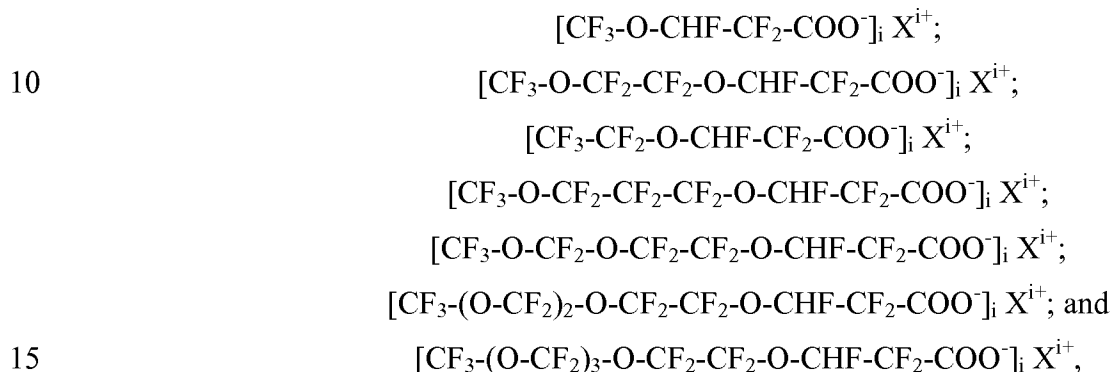 [CF₃-O-CHF-CF₂-COO⁻]ᵢ Xⁱ⁺;
10 [CF₃-O-CF₂-CF₂-O-CHF-CF₂-COO⁻]ᵢ Xⁱ⁺;
[CF₃-CF₂-O-CHF-CF₂-COO⁻]ᵢ Xⁱ⁺;
[CF₃-O-CF₂-CF₂-CF₂-O-CHF-CF₂-COO⁻]ᵢ Xⁱ⁺;
[CF₃-O-CF₂-O-CF₂-CF₂-O-CHF-CF₂-COO⁻]ᵢ Xⁱ⁺;
[CF₃-(O-CF₂)₂-O-CF₂-CF₂-O-CHF-CF₂-COO⁻]ᵢ Xⁱ⁺; and
15 [CF₃-(O-CF₂)₃-O-CF₂-CF₂-O-CHF-CF₂-COO⁻]ᵢ Xⁱ⁺,